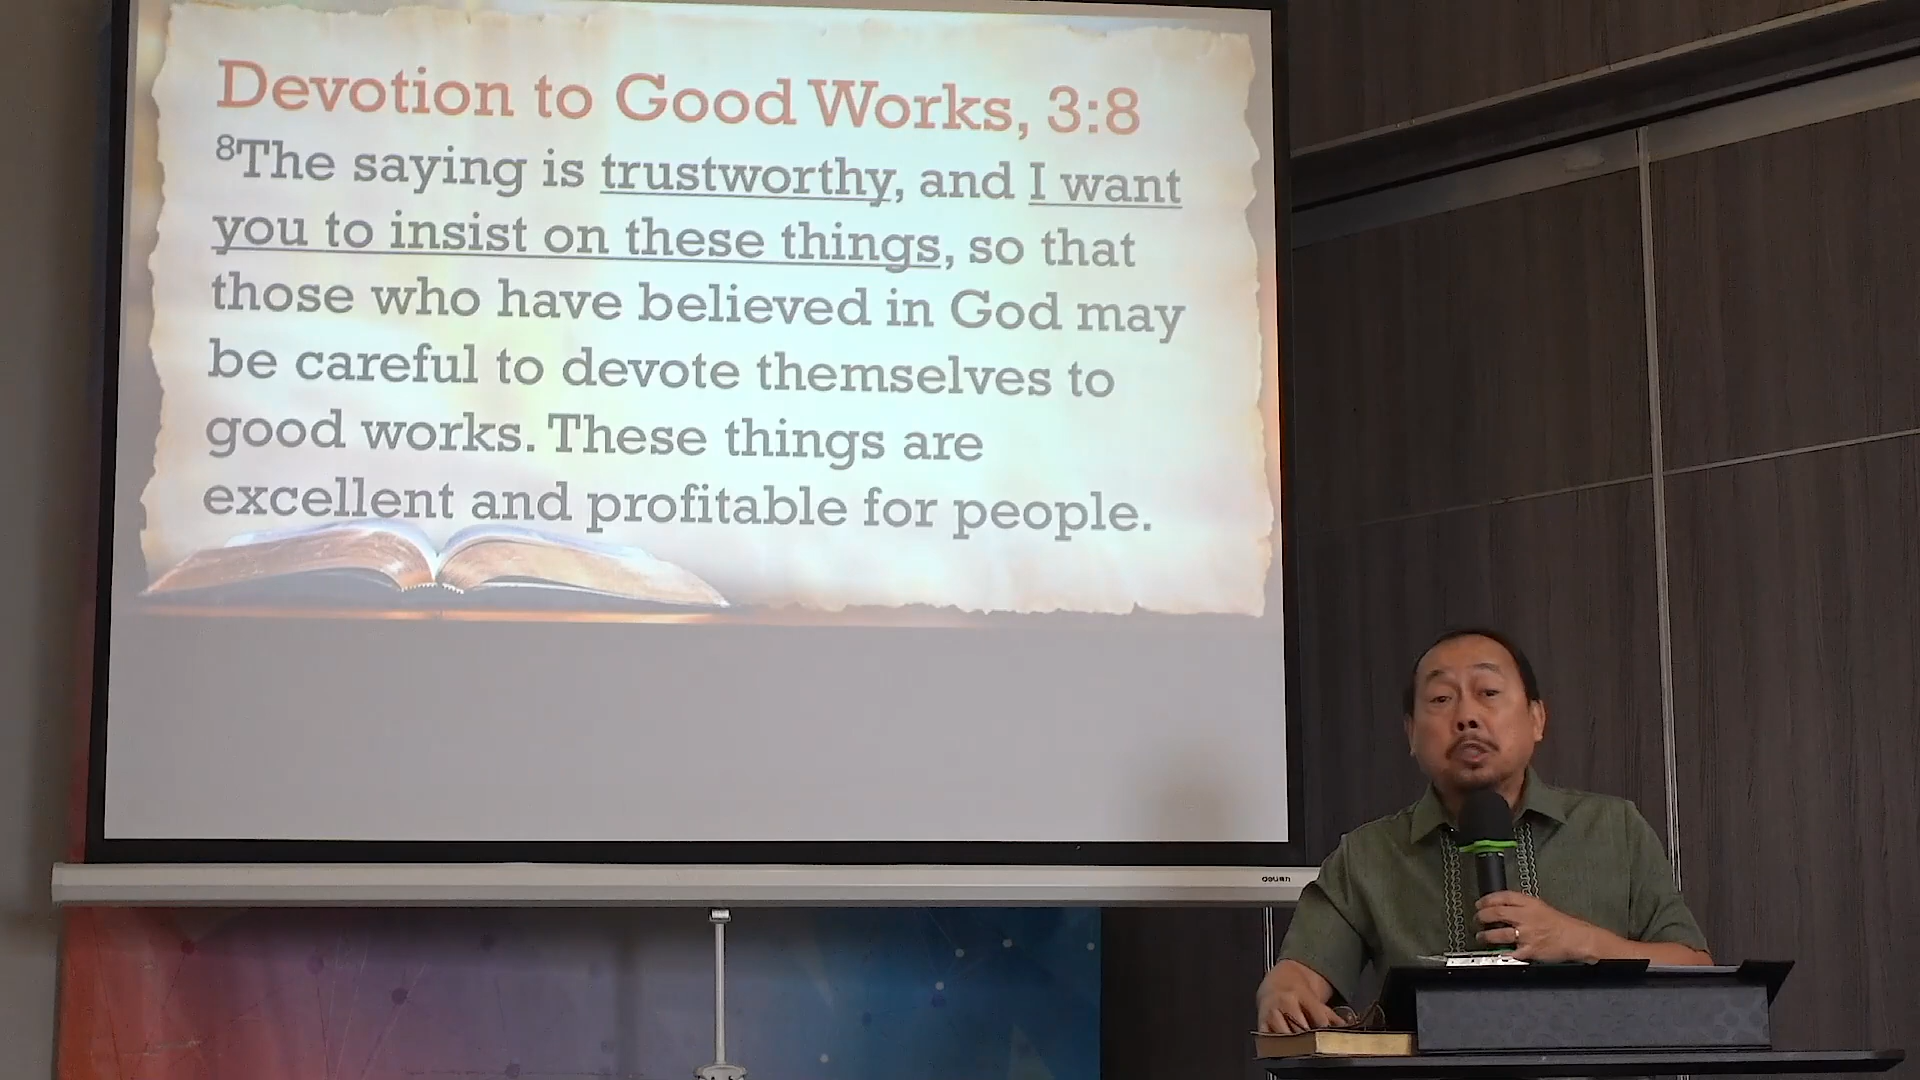 Devotion to Good Works, 3:8
⁸The saying is trustworthy, and I want
you to insist on these things, so that
those who have believed in God may
be careful to devote themselves to
good works. These things are
excellent and profitable for people.